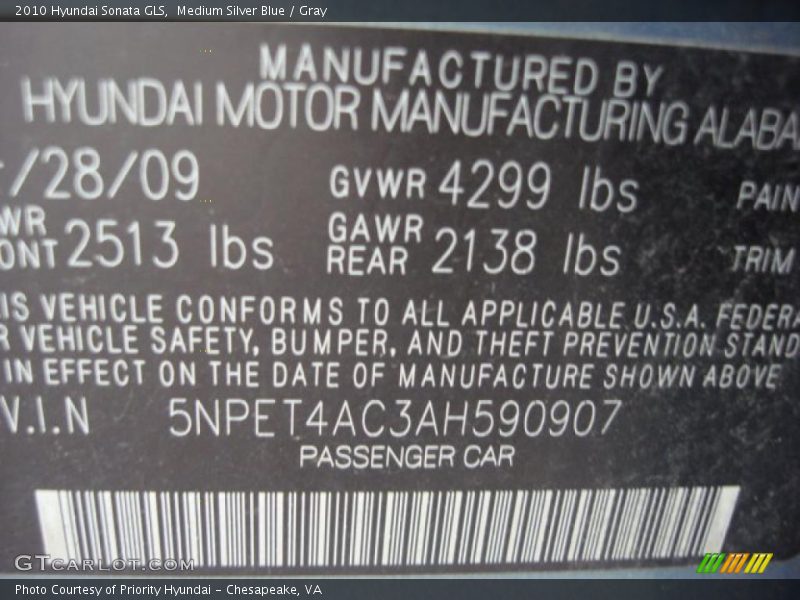 2010 Hyundai Sonata GLS, Medium Silver Blue / Gray
MANUFACTURED BY
HYUNDAI MOTOR MANUFACTURING ALABA
/28/09 GVWR 4299 lbs PAIN
WR GAWR
ONT 2513 lbs REAR 2138 lbs TRIM
IS VEHICLE CONFORMS TO ALL APPLICABLE U.S.A. FEDERA
R VEHICLE SAFETY, BUMPER, AND THEFT PREVENTION STAND
IN EFFECT ON THE DATE OF MANUFACTURE SHOWN ABOVE
V.I.N 5NPET4AC3AH590907
PASSENGER CAR
GTCARLOT.COM
Photo Courtesy of Priority Hyundai - Chesapeake, VA